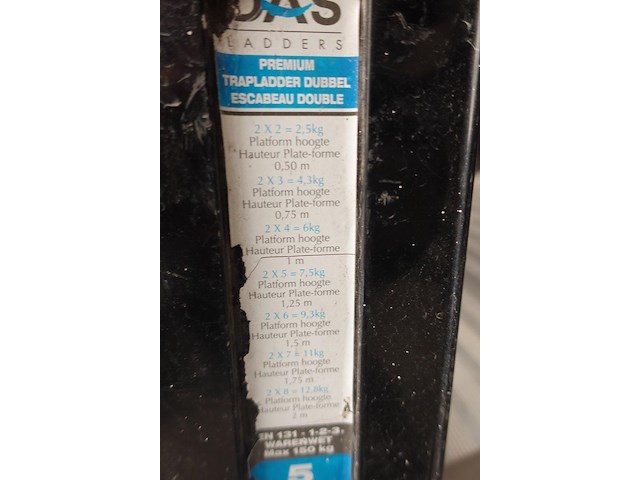 DAS
LADDERS
PREMIUM
TRAPLADDER DUBBEL
ESCABEAU DOUBLE
2 X 2 = 2,5kg
Platform hoogte
Hauteur Plate-forme
0,50 m
2 X 3 = 4,3kg
Platform hoogte
Hauteur Plate-forme
0,75 m
2 X 4 = 6kg
Platform hoogte
Hauteur Plate-forme
1 m
2 X 5 = 7,5kg
Platform hoogte
Hauteur Plate-forme
1,25 m
2 X 6 = 9,3kg
Platform hoogte
Hauteur Plate-forme
1,5 m
2 X 7 = 11kg
Platform hoogte
Hauteur Plate-forme
1,75 m
2 X 8 = 12,8kg
Platform hoogte
Hauteur Plate-forme
2 m
EN 131 - 1-2-3.
WARENWET
Max 150 kg
5